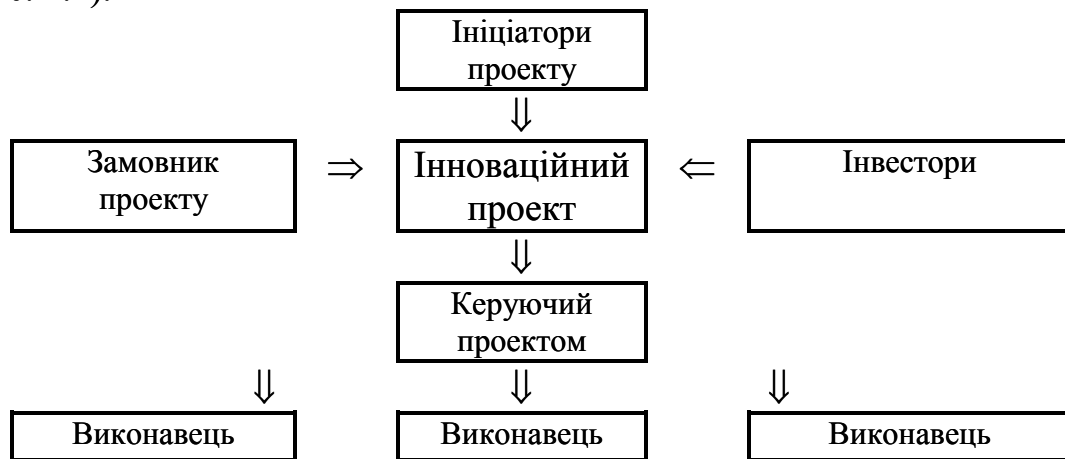 Ініціатори
проекту
⇓
Замовник
проекту
⇒
Інноваційний
проект
⇐
Інвестори
⇓
Керуючий
проектом
⇓ ⇓ ⇓
Виконавець Виконавець Виконавець